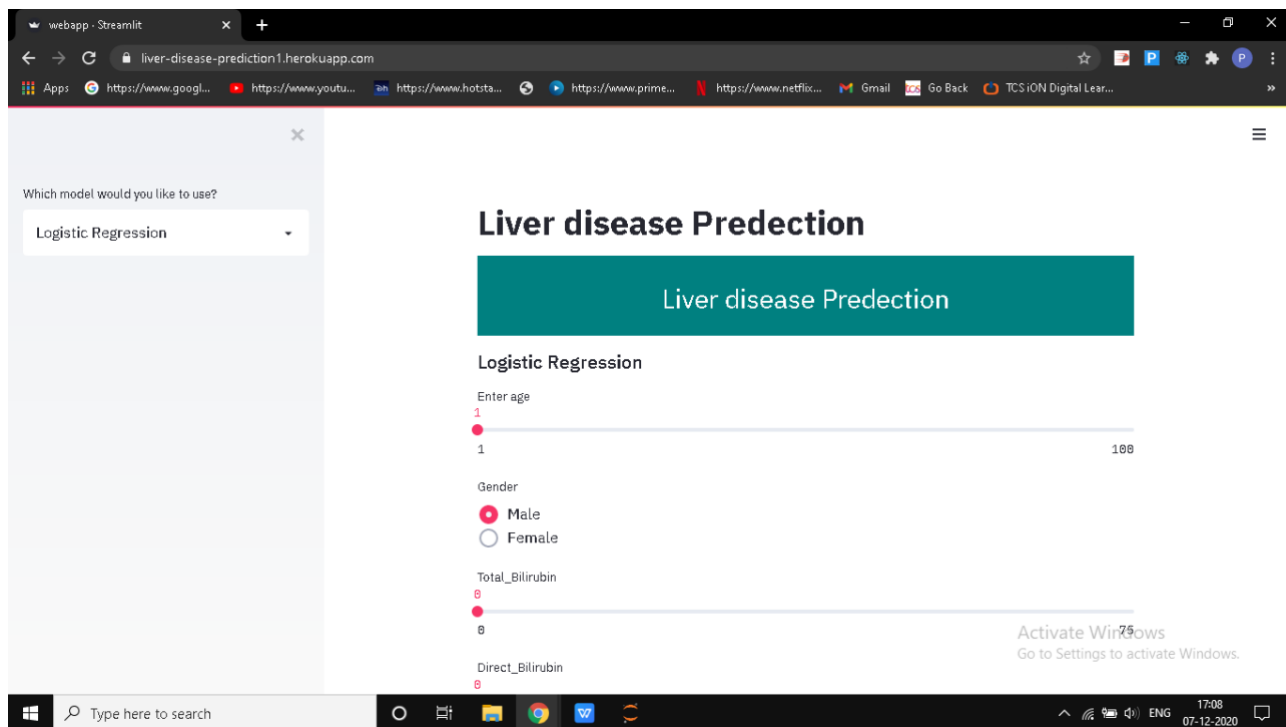 webapp · Streamlit
liver-disease-prediction1.herokuapp.com
P
P
Apps
https://www.googl...
https://www.youtu...
https://www.hotsta...
https://www.prime...
https://www.netflix...
Gmail
tcs
Go Back
TCS iON Digital Lear...
»
Which model would you like to use?
Logistic Regression
Liver disease Predection
Liver disease Predection
Logistic Regression
Enter age
1
1 100
Gender
Male
Female
Total_Bilirubin
0
0 75
Direct_Bilirubin
0
Activate Windows
Go to Settings to activate Windows.
Type here to search
W
ENG
17:08
07-12-2020